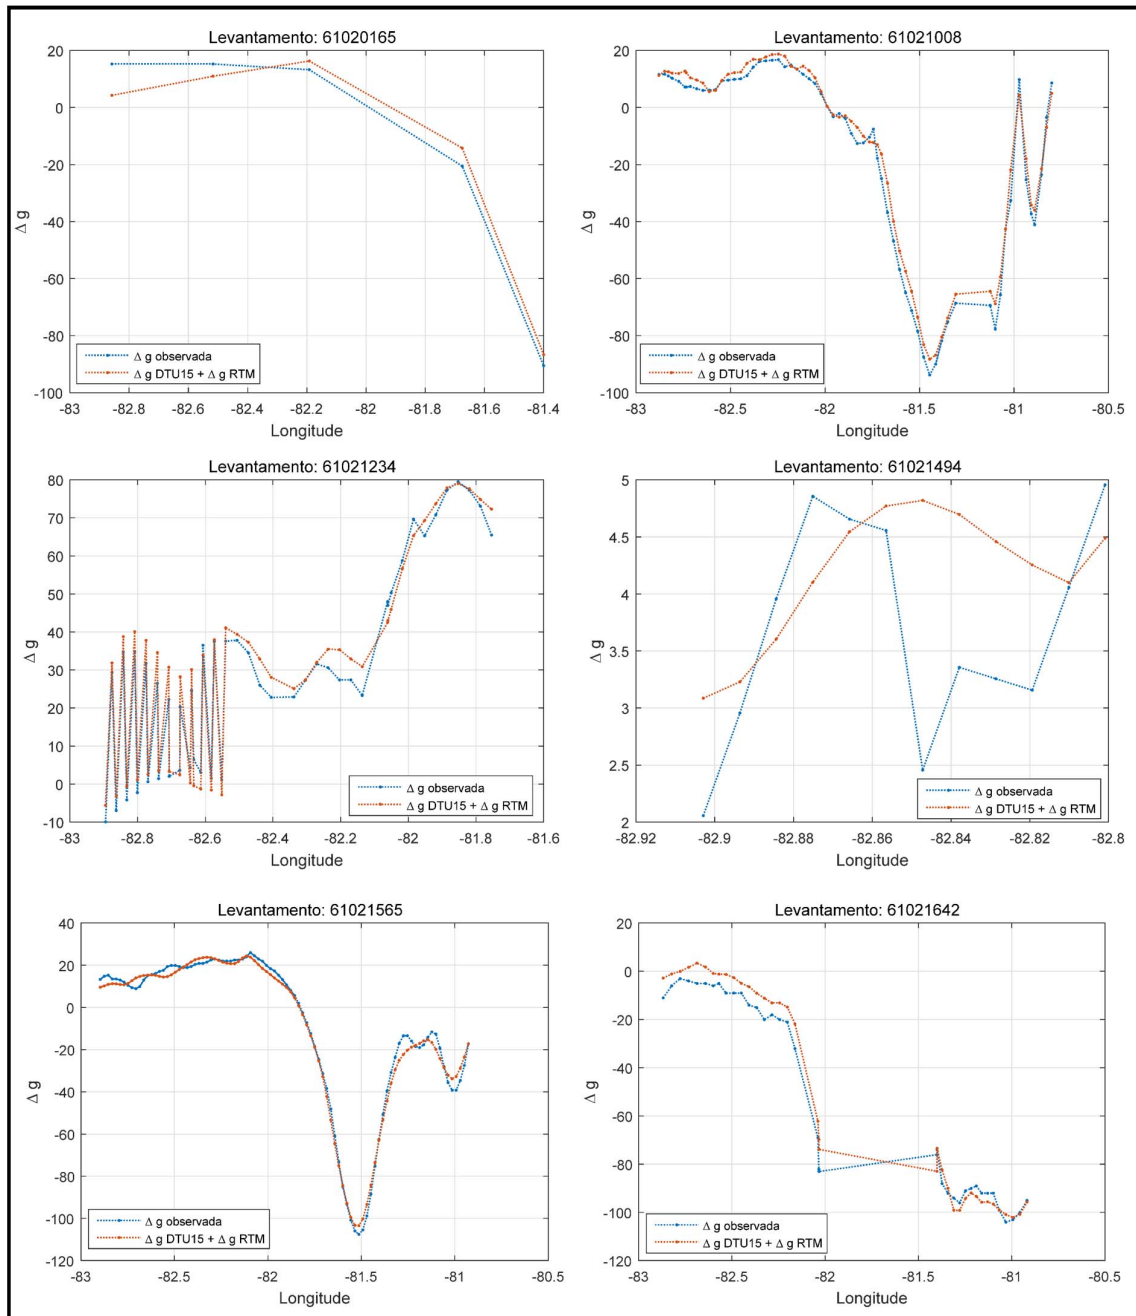 Levantamento: 61020165
20
0
-20
-40
-60
-80
-100
Δ g
Δ g observada
Δ g DTU15 + Δ g RTM
-83 -82.8 -82.6 -82.4 -82.2 -82 -81.8 -81.6 -81.4
Longitude
Levantamento: 61021008
20
0
-20
-40
-60
-80
-100
Δ g
Δ g observada
Δ g DTU15 + Δ g RTM
-83 -82.5 -82 -81.5 -81 -80.5
Longitude
Levantamento: 61021234
80
70
60
50
40
30
20
10
0
-10
Δ g
Δ g observada
Δ g DTU15 + Δ g RTM
-83 -82.8 -82.6 -82.4 -82.2 -82 -81.8 -81.6
Longitude
Levantamento: 61021494
5
4.5
4
3.5
3
2.5
2
Δ g
Δ g observada
Δ g DTU15 + Δ g RTM
-82.92 -82.9 -82.88 -82.86 -82.84 -82.82 -82.8
Longitude
Levantamento: 61021565
40
20
0
-20
-40
-60
-80
-100
-120
Δ g
Δ g observada
Δ g DTU15 + Δ g RTM
-83 -82.5 -82 -81.5 -81 -80.5
Longitude
Levantamento: 61021642
20
0
-20
-40
-60
-80
-100
-120
Δ g
Δ g observada
Δ g DTU15 + Δ g RTM
-83 -82.5 -82 -81.5 -81 -80.5
Longitude